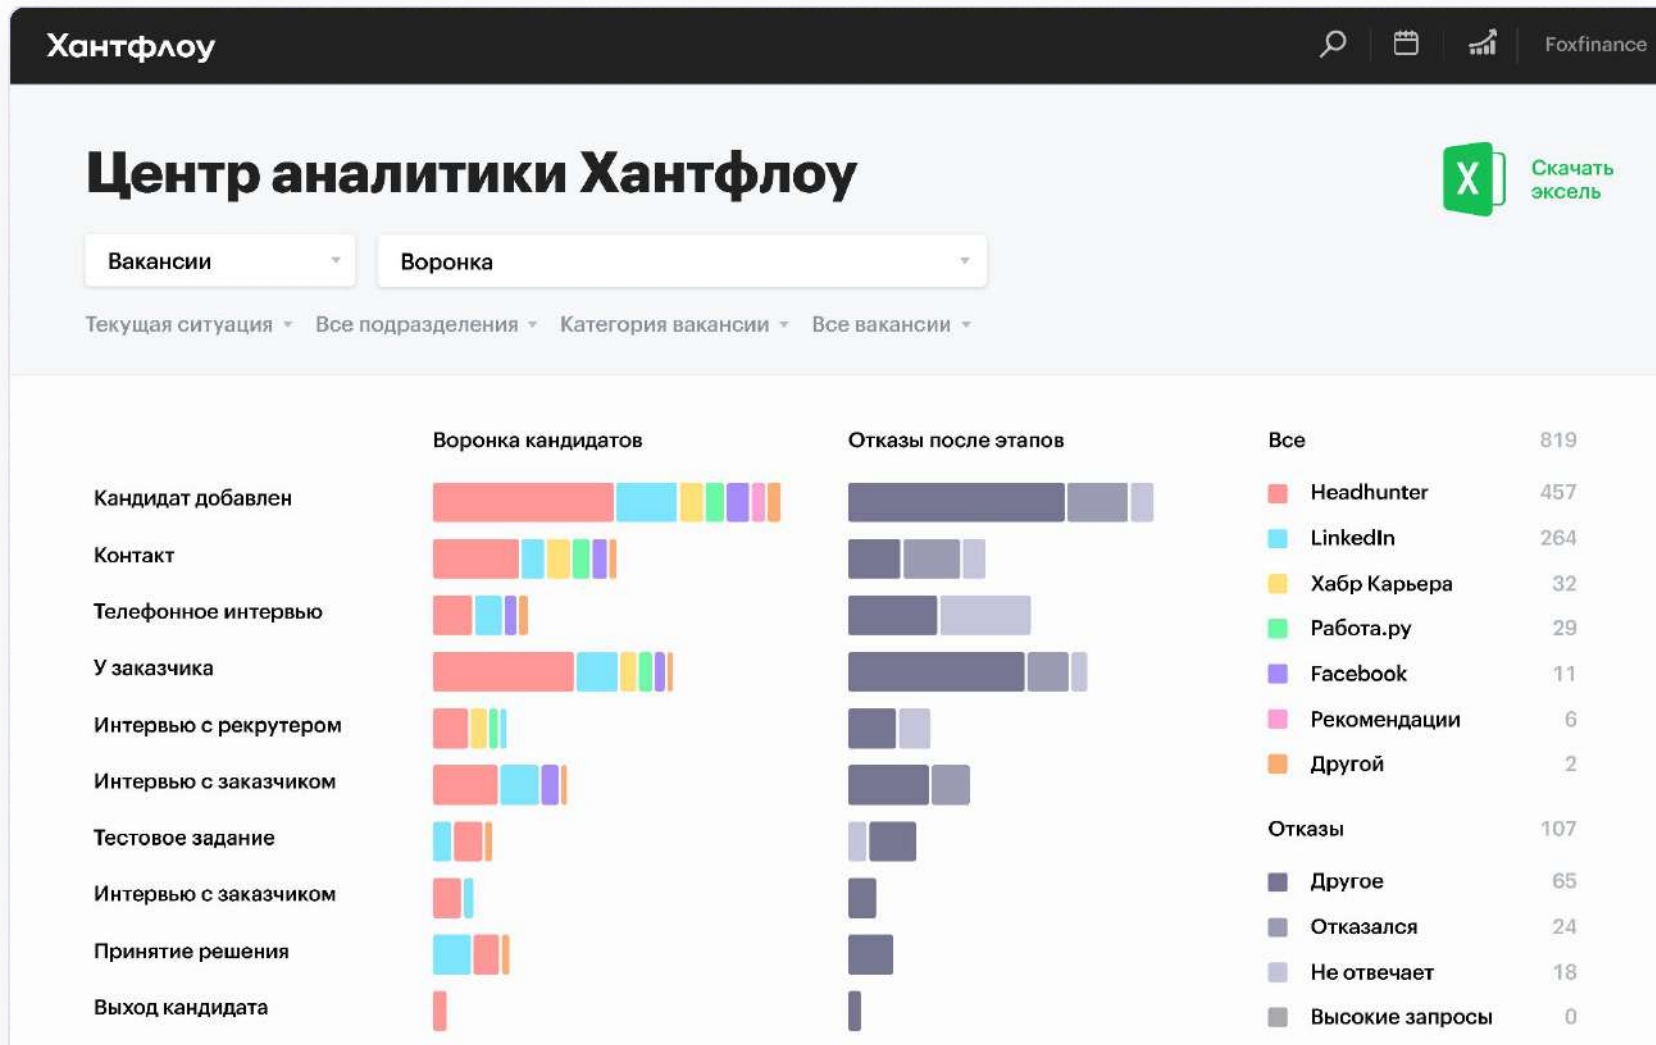 Хантфлоу
Foxfinance
Центр аналитики Хантфлоу
Скачать
эксель
Вакансии
Воронка
Текущая ситуация
Все подразделения
Категория вакансии
Все вакансии
Воронка кандидатов
Отказы после этапов
Кандидат добавлен
Контакт
Телефонное интервью
У заказчика
Интервью с рекрутером
Интервью с заказчиком
Тестовое задание
Интервью с заказчиком
Принятие решения
Выход кандидата
Все 819
Headhunter 457
LinkedIn 264
Хабр Карьера 32
Работа.ру 29
Facebook 11
Рекомендации 6
Другой 2
Отказы 107
Другое 65
Отказался 24
Не отвечает 18
Высокие запросы 0